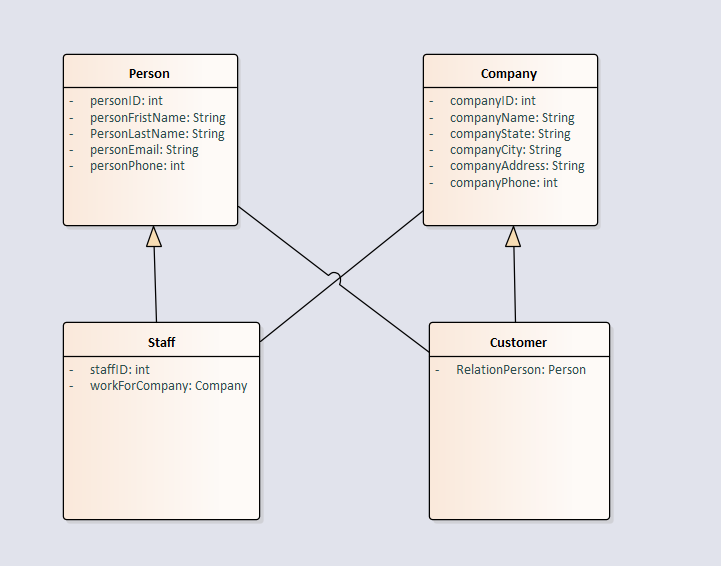 Person
- personID: int
- personFristName: String
- PersonLastName: String
- personEmail: String
- personPhone: int
Company
- companyID: int
- companyName: String
- companyState: String
- companyCity: String
- companyAddress: String
- companyPhone: int
Staff
- staffID: int
- workForCompany: Company
Customer
- RelationPerson: Person